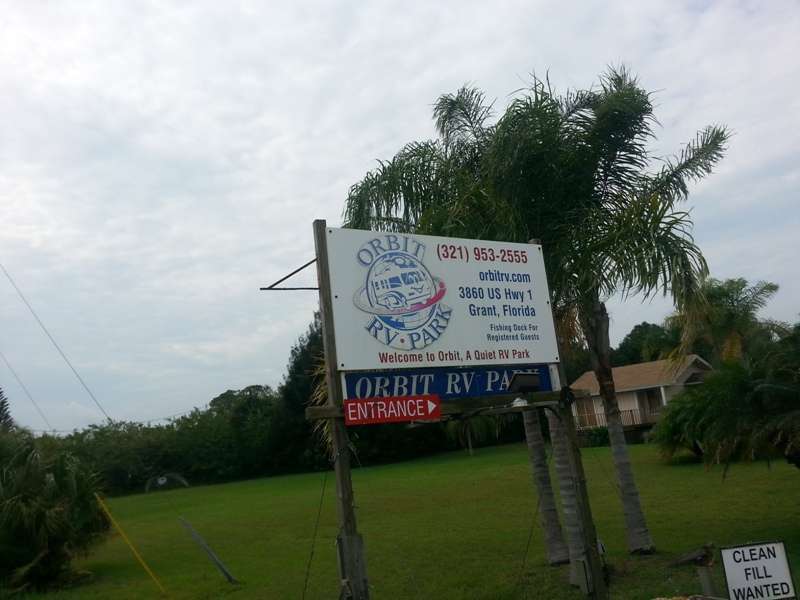 ORBIT
RV • PARK
(321) 953-2555
orbitrv.com
3860 US Hwy 1
Grant, Florida
Fishing Dock For
Registered Guests
Welcome to Orbit, A Quiet RV Park
ORBIT RV PARK
ENTRANCE
CLEAN
FILL
WANTED